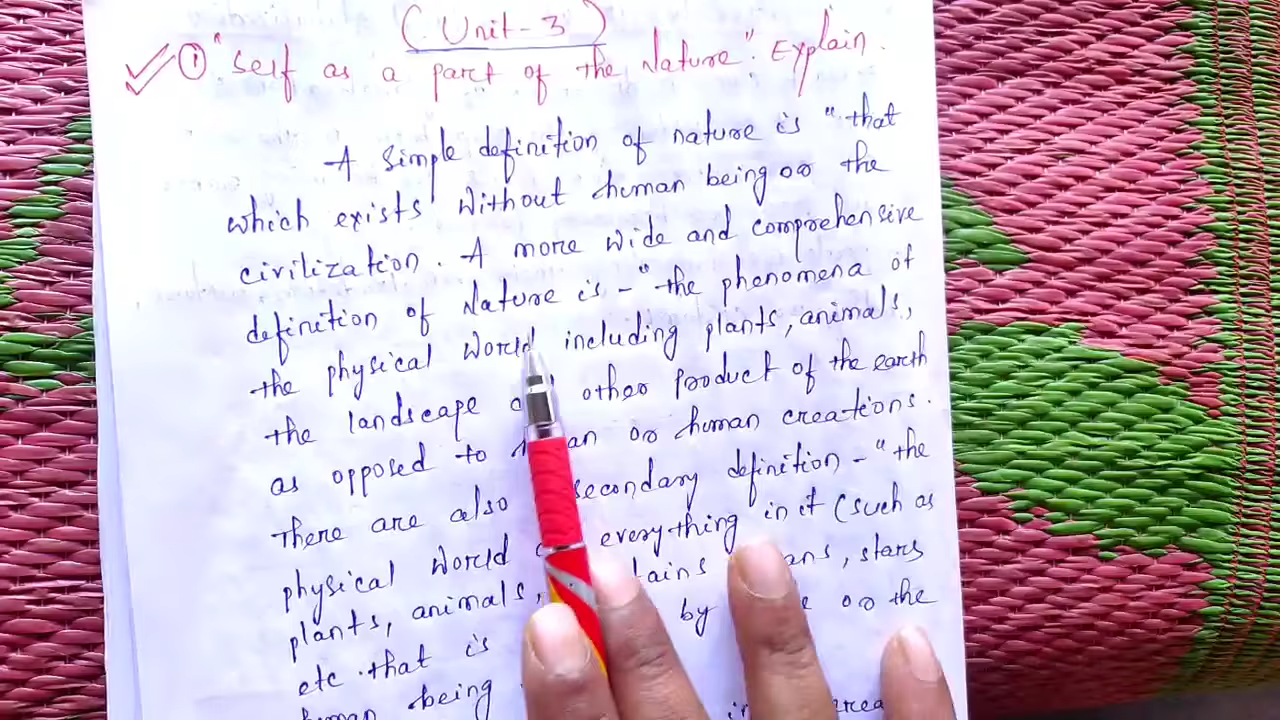 (Unit-3)
① "Self as a part of the Nature". Explain.
A simple definition of nature is "that
which exists without human being or the
civilization. A more wide and comprehensive
definition of Nature is - "the phenomena of
the physical world including plants, animals,
the landscape other product of the earth
as opposed to or human creations.
There are also secondary definition - "the
physical world everything in it (such as
plants, animals, stars
etc. that is by or the
human being